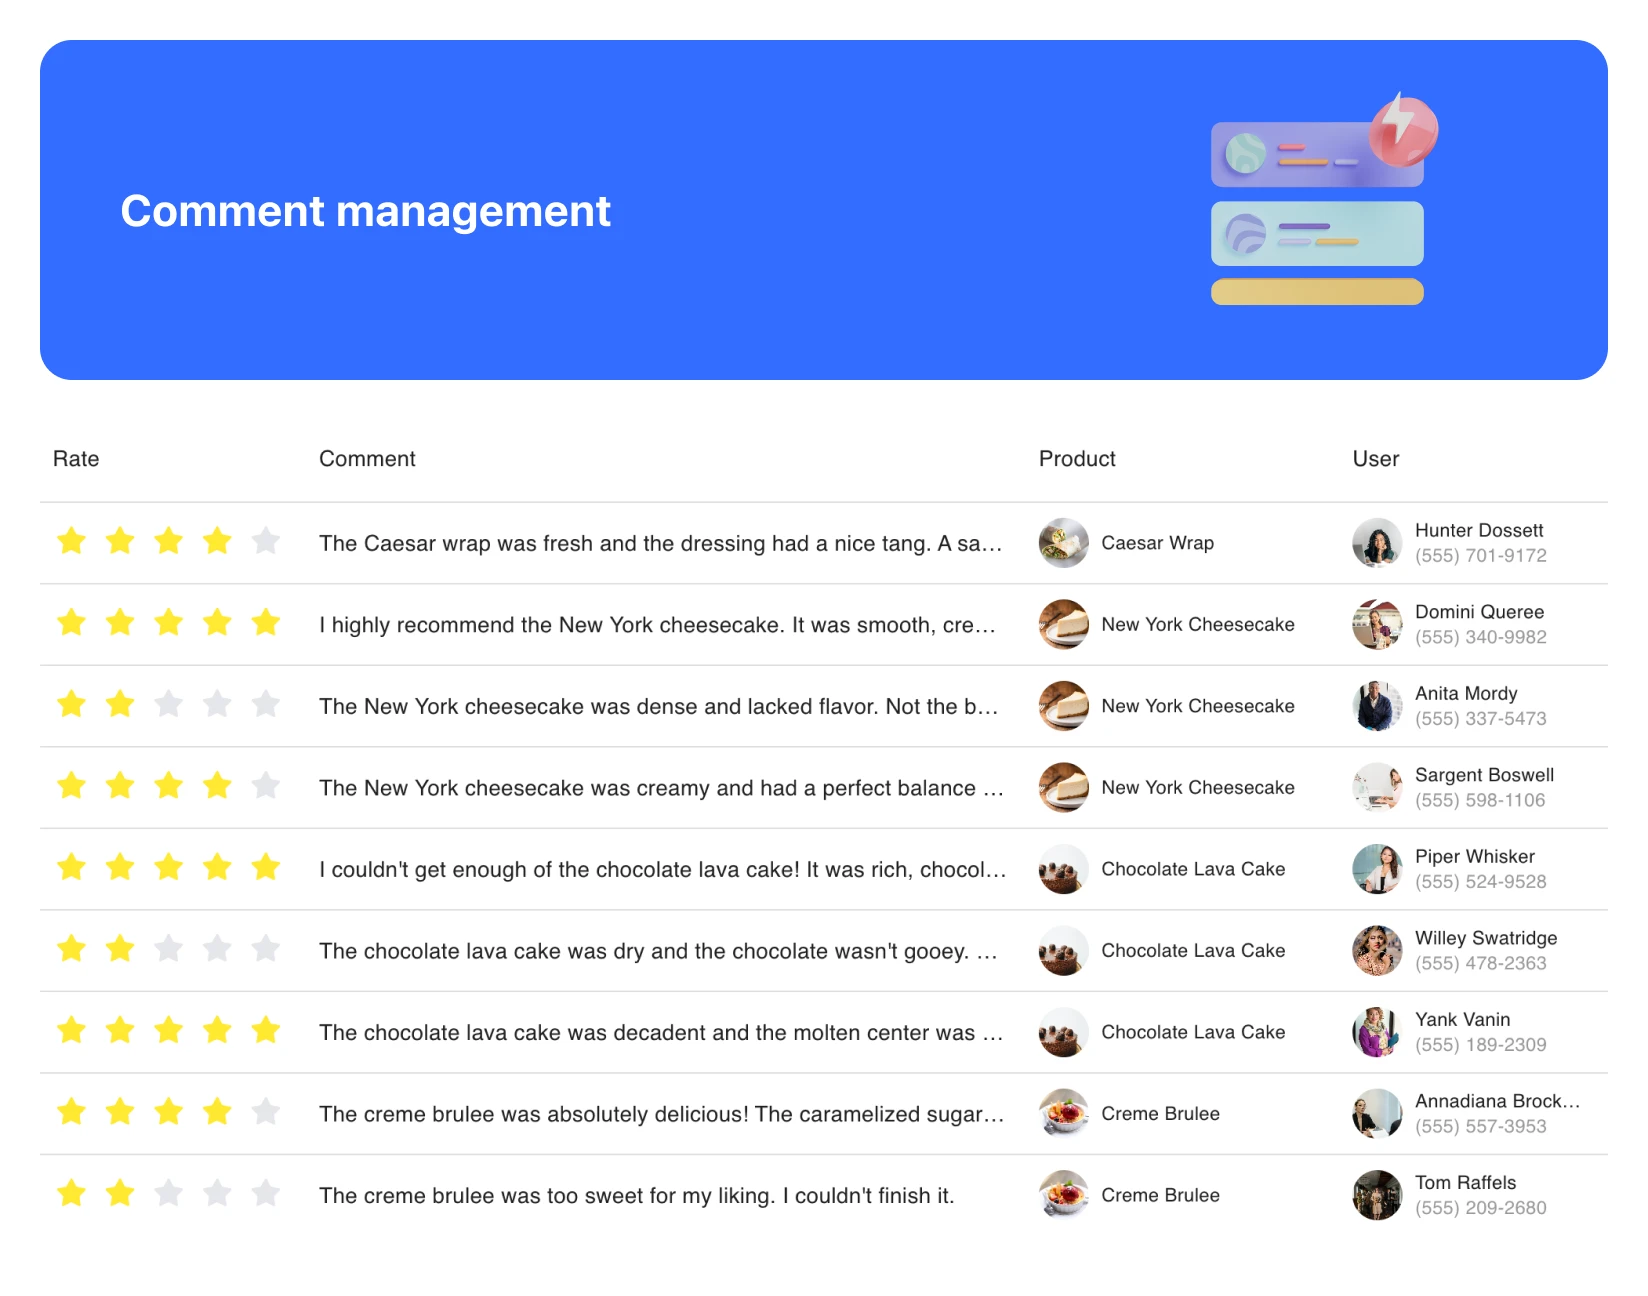 Comment management
Rate Comment Product User
The Caesar wrap was fresh and the dressing had a nice tang. A sa… Caesar Wrap Hunter Dossett
(555) 701-9172
I highly recommend the New York cheesecake. It was smooth, cre… New York Cheesecake Domini Queree
(555) 340-9982
The New York cheesecake was dense and lacked flavor. Not the b… New York Cheesecake Anita Mordy
(555) 337-5473
The New York cheesecake was creamy and had a perfect balance … New York Cheesecake Sargent Boswell
(555) 598-1106
I couldn't get enough of the chocolate lava cake! It was rich, chocol… Chocolate Lava Cake Piper Whisker
(555) 524-9528
The chocolate lava cake was dry and the chocolate wasn't gooey. … Chocolate Lava Cake Willey Swatridge
(555) 478-2363
The chocolate lava cake was decadent and the molten center was … Chocolate Lava Cake Yank Vanin
(555) 189-2309
The creme brulee was absolutely delicious! The caramelized sugar… Creme Brulee Annadiana Brock…
(555) 557-3953
The creme brulee was too sweet for my liking. I couldn't finish it. Creme Brulee Tom Raffels
(555) 209-2680